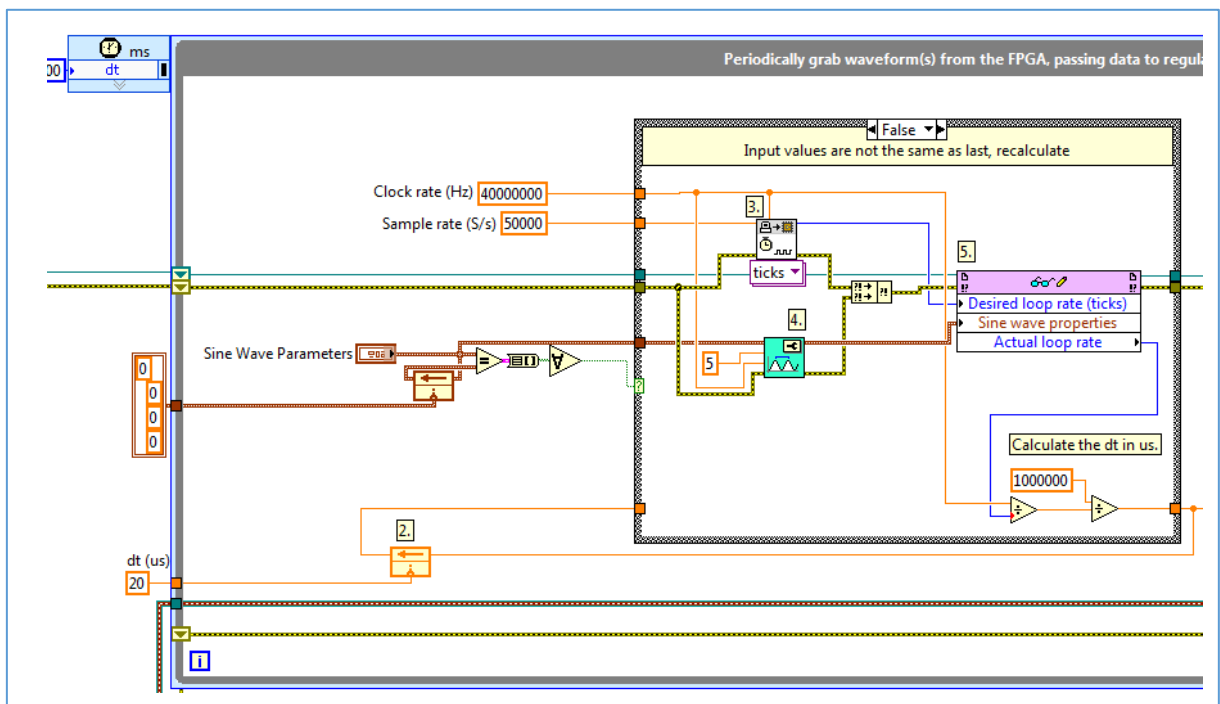 ms
00
dt
Periodically grab waveform(s) from the FPGA, passing data to regula
False
Input values are not the same as last, recalculate
Clock rate (Hz) 40000000
3.
Sample rate (S/s) 50000
5.
ticks
Desired loop rate (ticks)
4.
Sine wave properties
Actual loop rate
Sine Wave Parameters
5
0
0
0
0
Calculate the dt in us.
1000000
2.
dt (us)
20
i